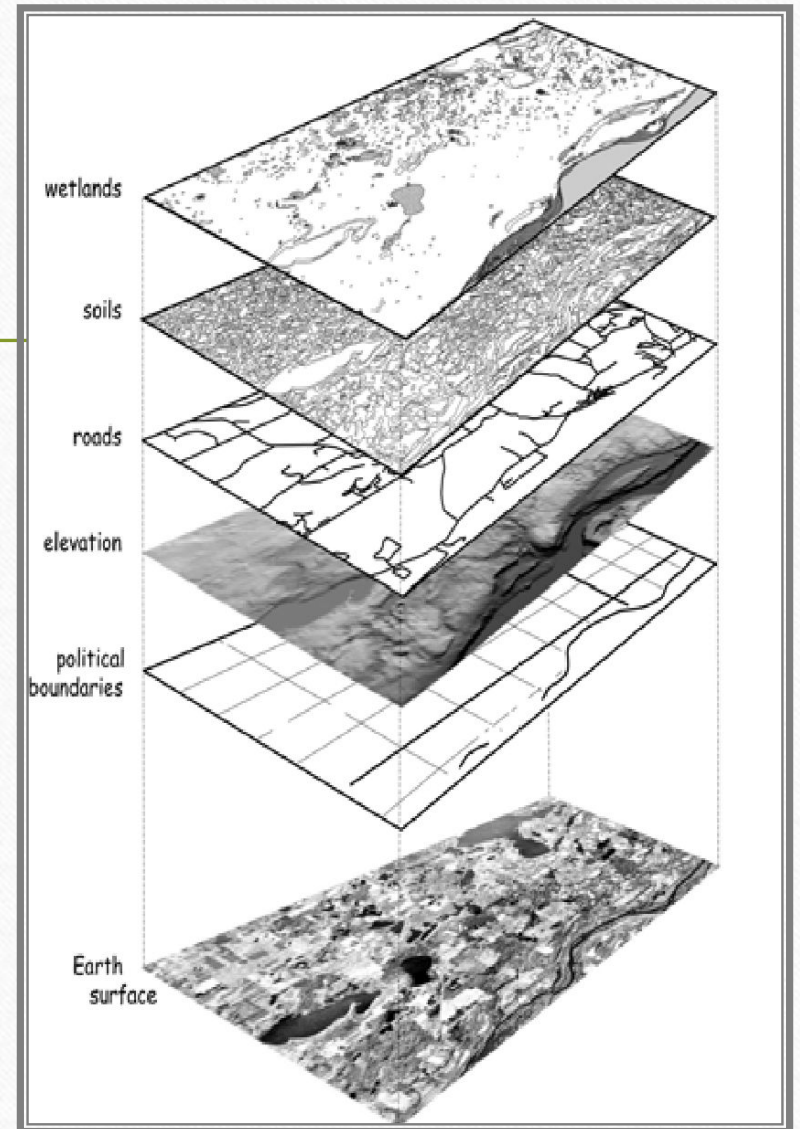 wetlands
soils
roads
elevation
political
boundaries
Earth
surface